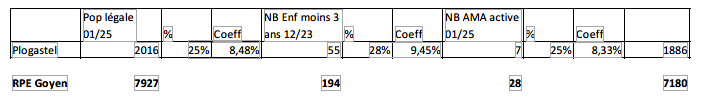 Pop légale 01/25 % Coeff NB Enf moins 3 ans 12/23 % Coeff NB AMA active 01/25 % Coeff
Plogastel 2016 25% 8,48% 55 28% 9,45% 7 25% 8,33% 1886
RPE Goyen 7927 194 28 7180